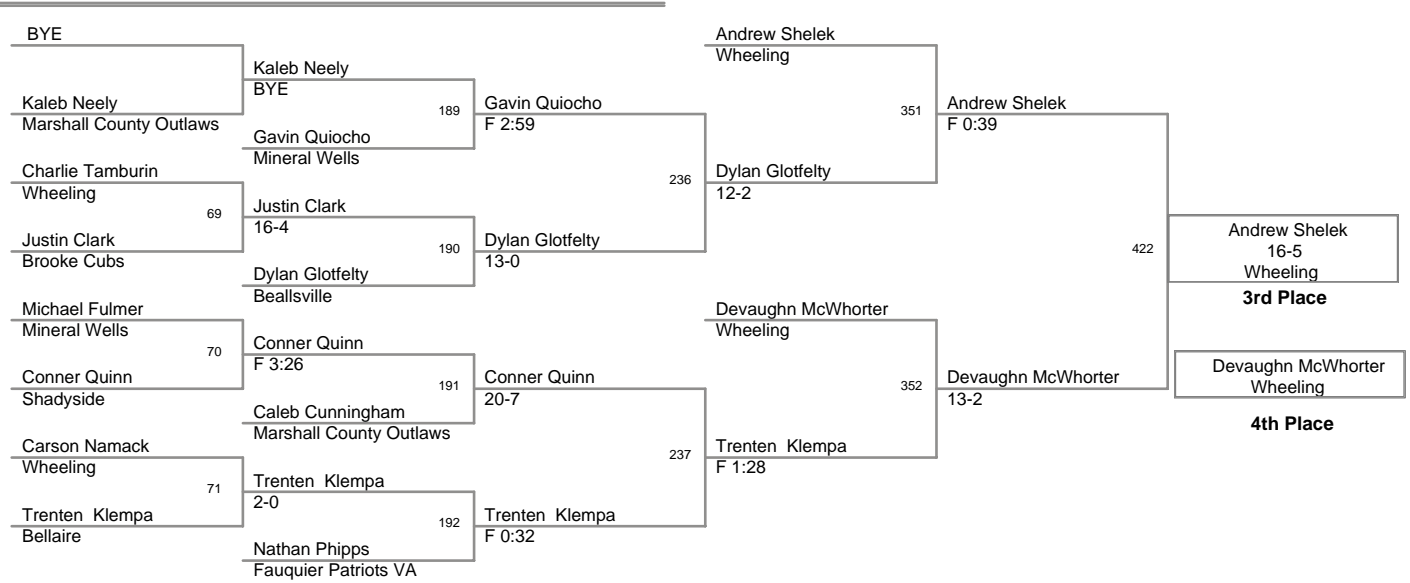 BYE
Kaleb Neely
Marshall County Outlaws
Charlie Tamburin
Wheeling
69
Justin Clark
Brooke Cubs
Michael Fulmer
Mineral Wells
70
Conner Quinn
Shadyside
Carson Namack
Wheeling
71
Trenten Klempa
Bellaire
Kaleb Neely
BYE
189
Gavin Quiocho
Mineral Wells
Justin Clark
16-4
190
Dylan Glotfelty
Beallsville
Conner Quinn
F 3:26
191
Caleb Cunningham
Marshall County Outlaws
Trenten Klempa
2-0
192
Nathan Phipps
Fauquier Patriots VA
Gavin Quiocho
F 2:59
236
Dylan Glotfelty
13-0
Conner Quinn
20-7
237
Trenten Klempa
F 0:32
Andrew Shelek
Wheeling
351
Dylan Glotfelty
12-2
Devaughn McWhorter
Wheeling
352
Trenten Klempa
F 1:28
Andrew Shelek
F 0:39
422
Devaughn McWhorter
13-2
Andrew Shelek
16-5
Wheeling
3rd Place
Devaughn McWhorter
Wheeling
4th Place